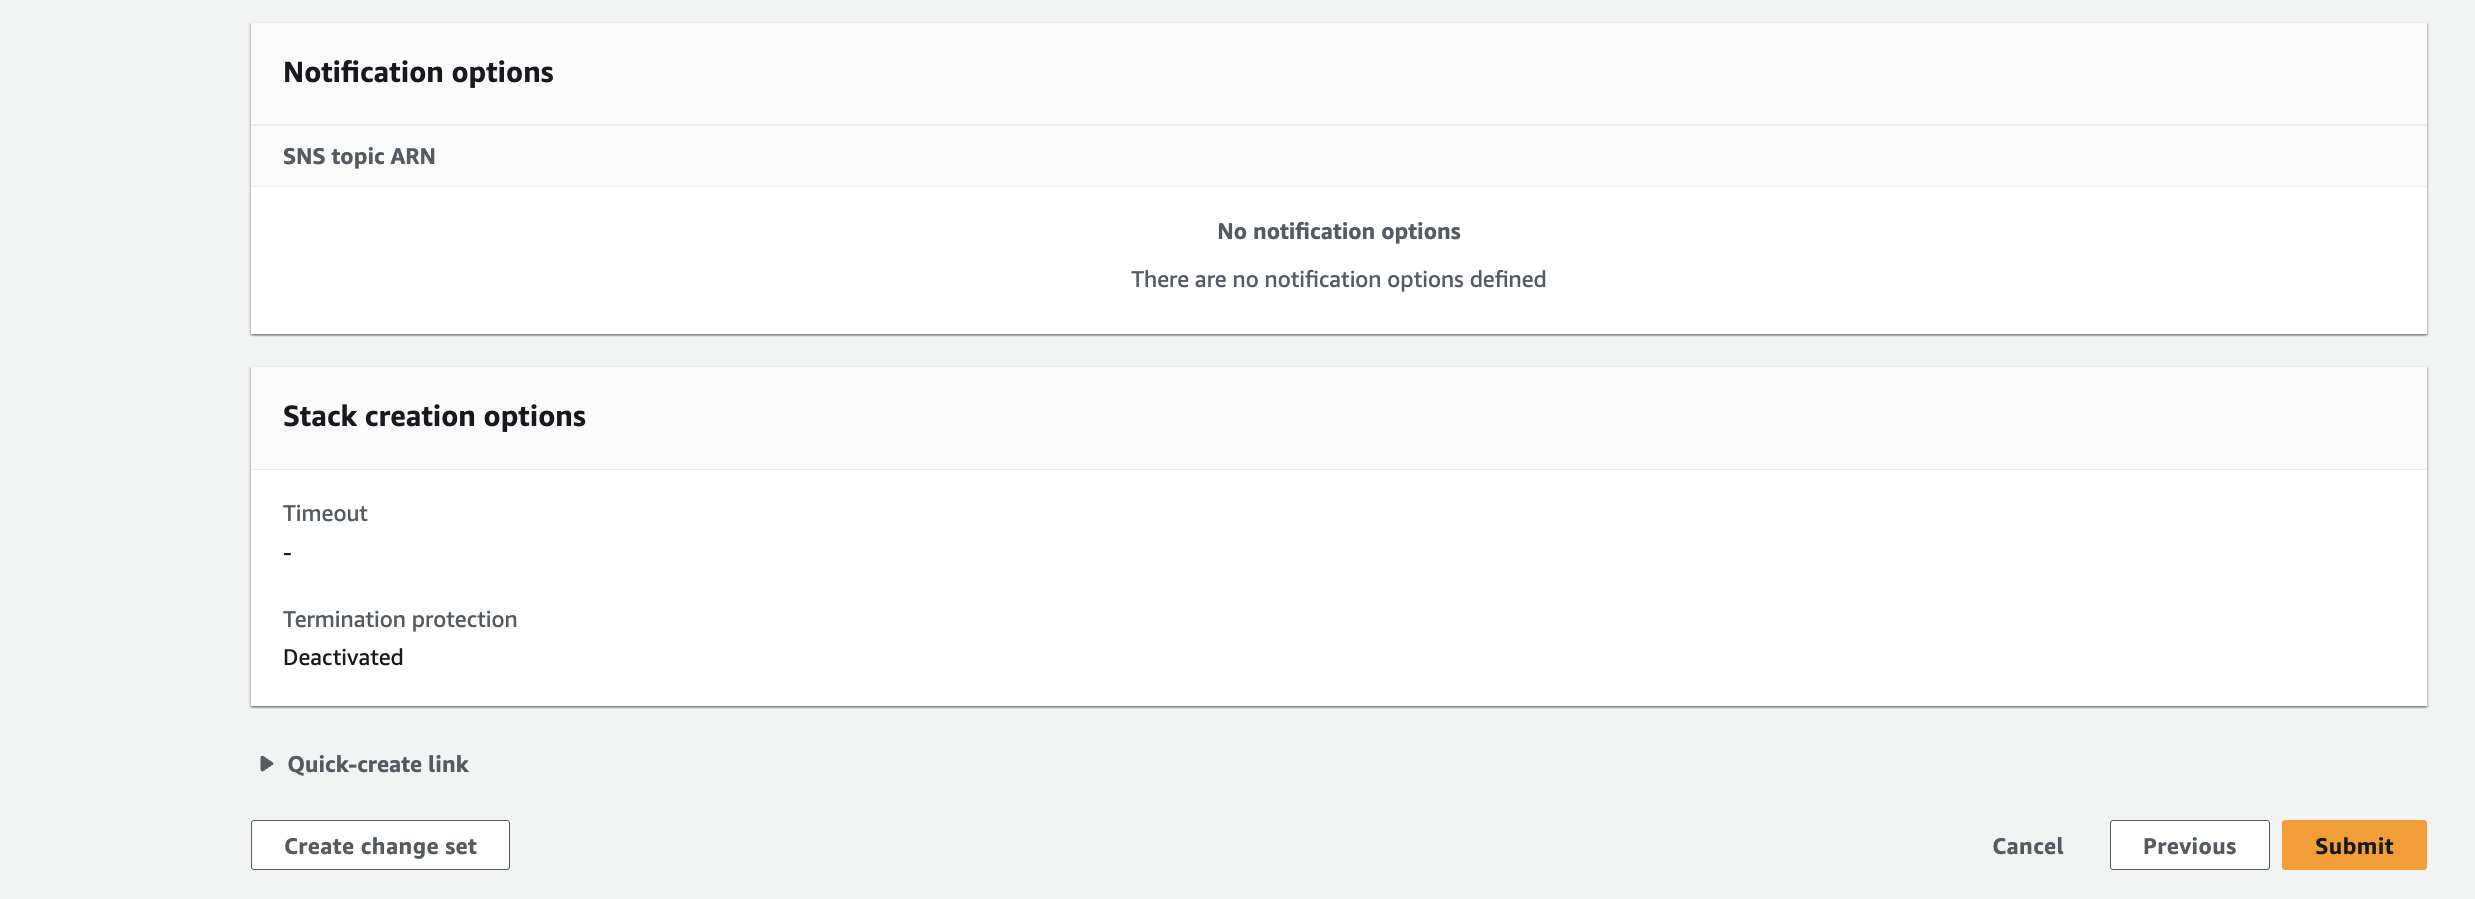 Notification options
SNS topic ARN
No notification options
There are no notification options defined
Stack creation options
Timeout
-
Termination protection
Deactivated
Quick-create link
Create change set
Cancel
Previous
Submit